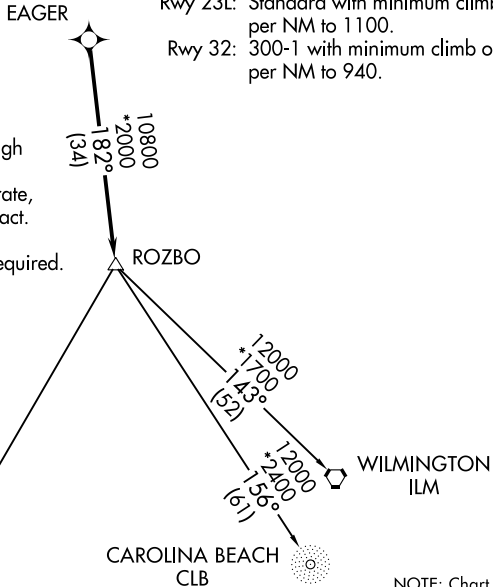 EAGER
Rwy 23L: Standard with minimum climb
per NM to 1100.
Rwy 32: 300-1 with minimum climb o
per NM to 940.
10800
*2000
182°
(34)
gh
ate,
act.
equired.
ROZBO
12000
*1700
143°
(52)
12000
*2400
156°
(61)
WILMINGTON
ILM
CAROLINA BEACH
CLB
NOTE: Chart